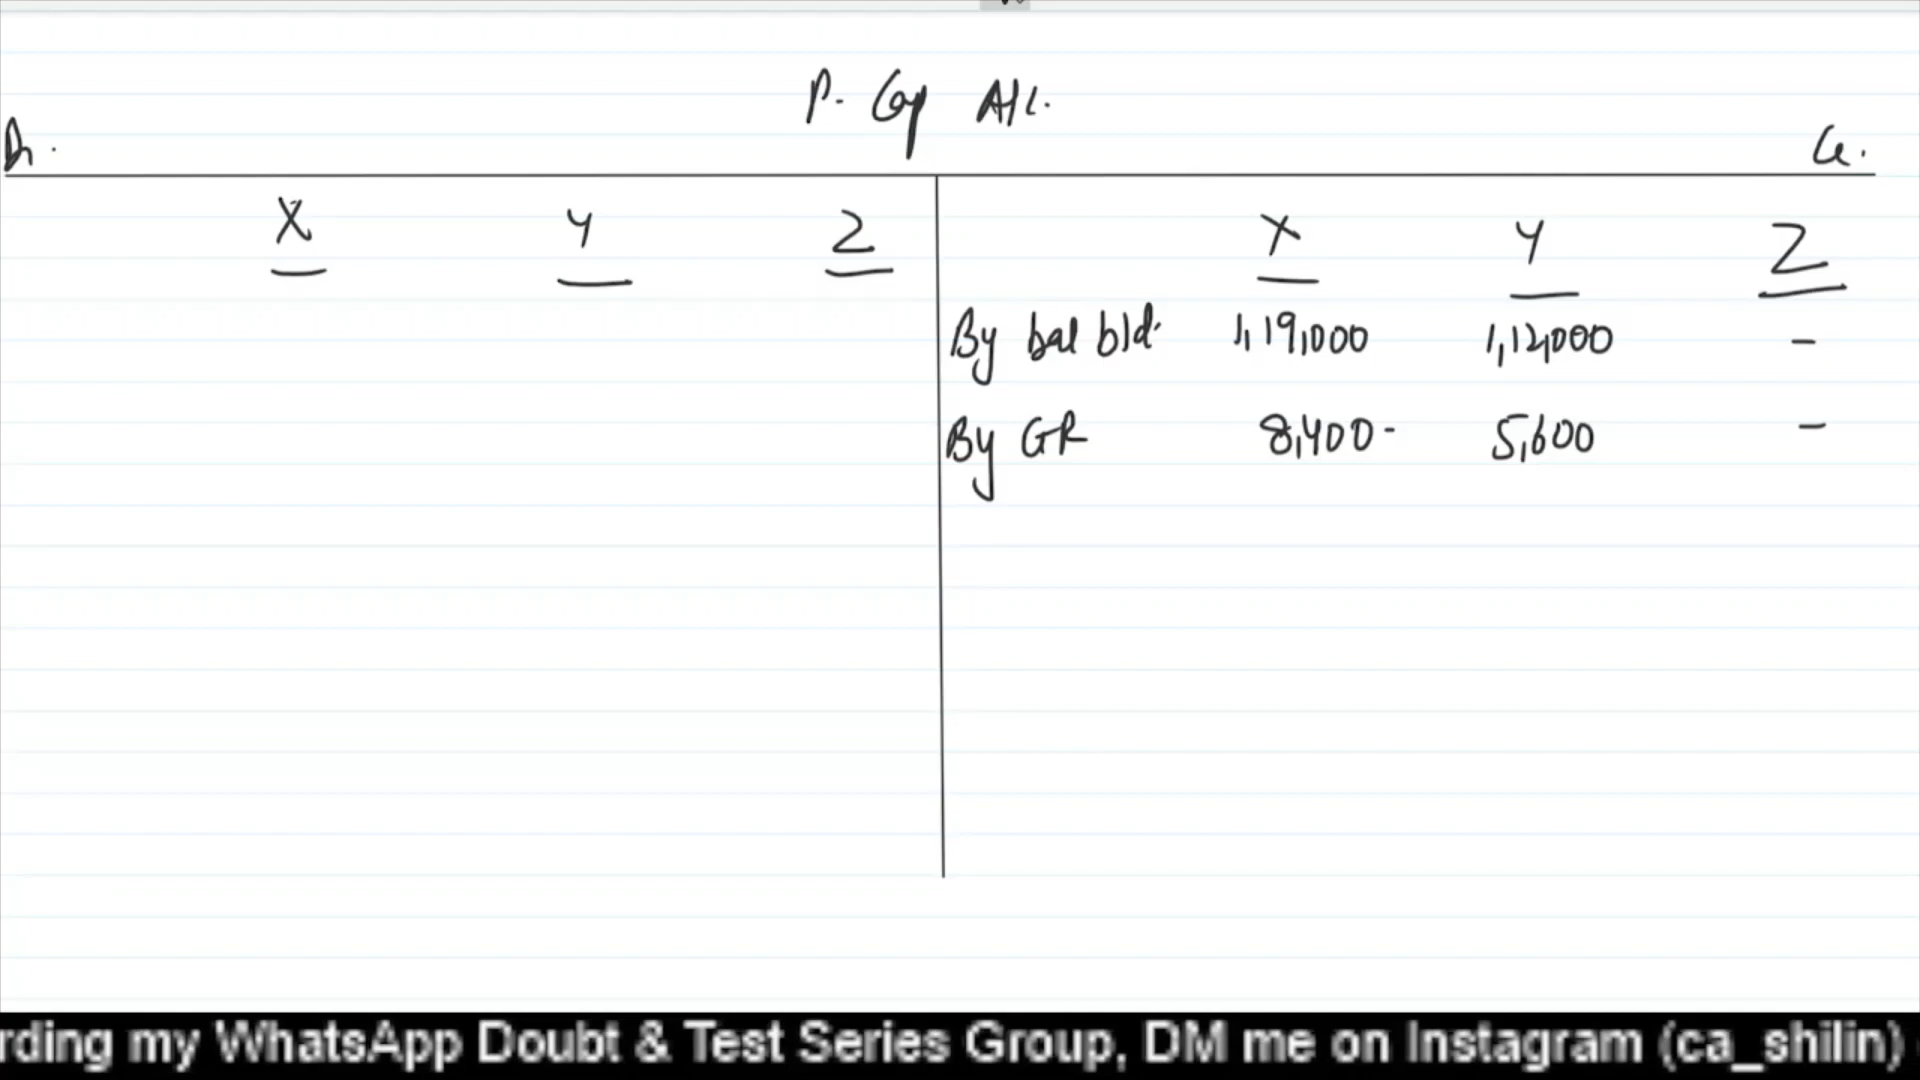 P. Cap A/c.
Dr. Cr.
X Y Z X Y Z
By bal b/d. 1,19,000 1,12,000 -
By GR 8,400- 5,600 -
rding my WhatsApp Doubt & Test Series Group, DM me on Instagram (ca_shilin)